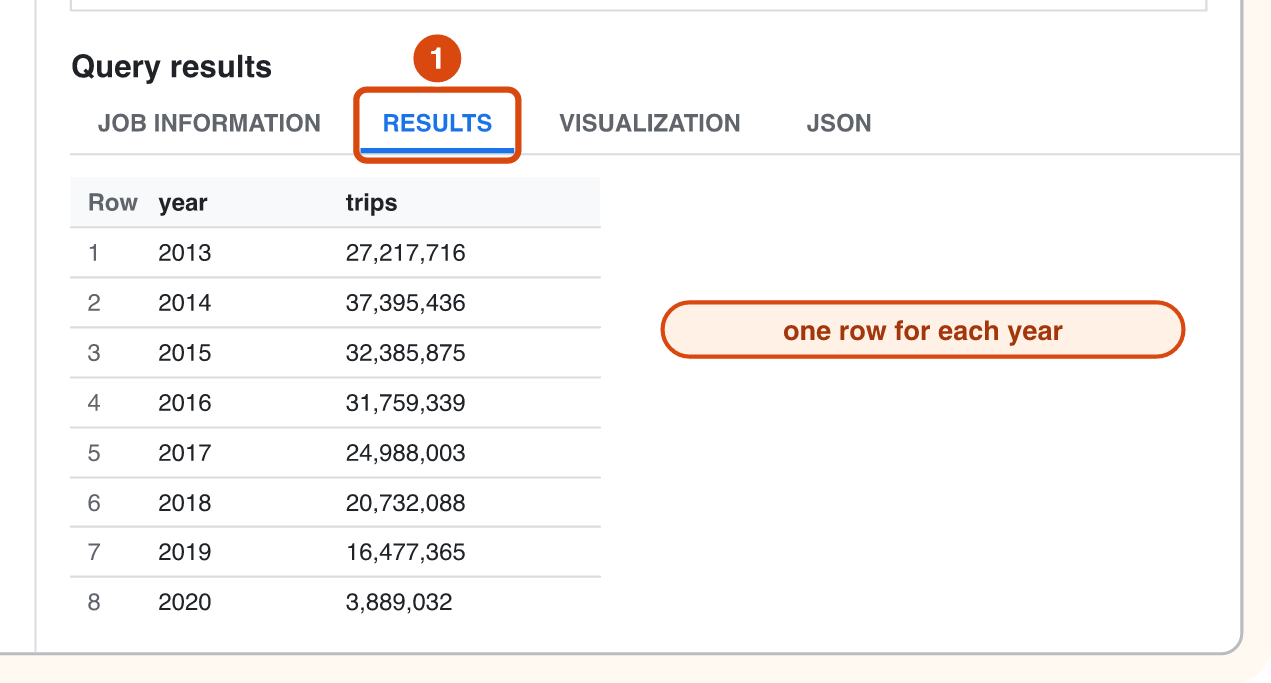 1
Query results
JOB INFORMATION RESULTS VISUALIZATION JSON
Row year trips
1 2013 27,217,716
2 2014 37,395,436
one row for each year
3 2015 32,385,875
4 2016 31,759,339
5 2017 24,988,003
6 2018 20,732,088
7 2019 16,477,365
8 2020 3,889,032